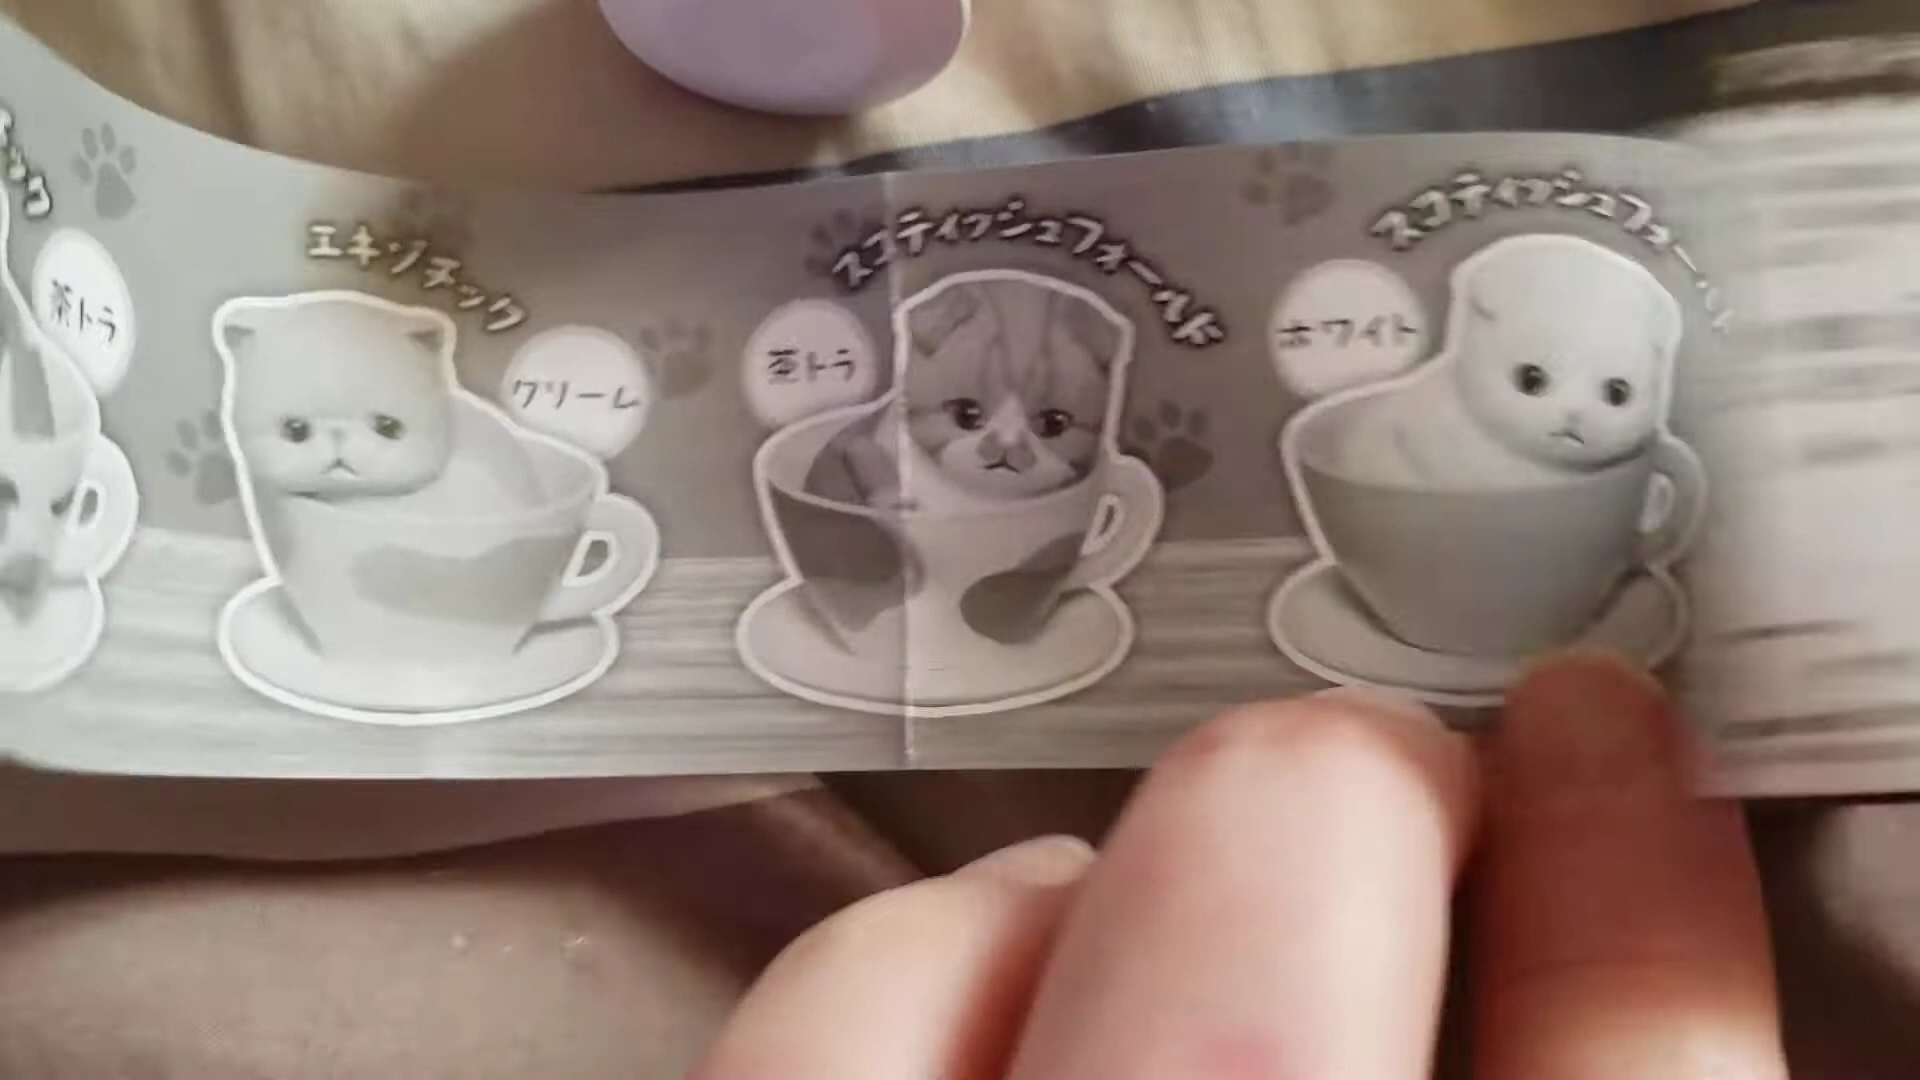 茶トラ
エキゾチック
クリーム
スコティッシュフォールド
茶トラ
スコティッシュフォールド
ホワイト